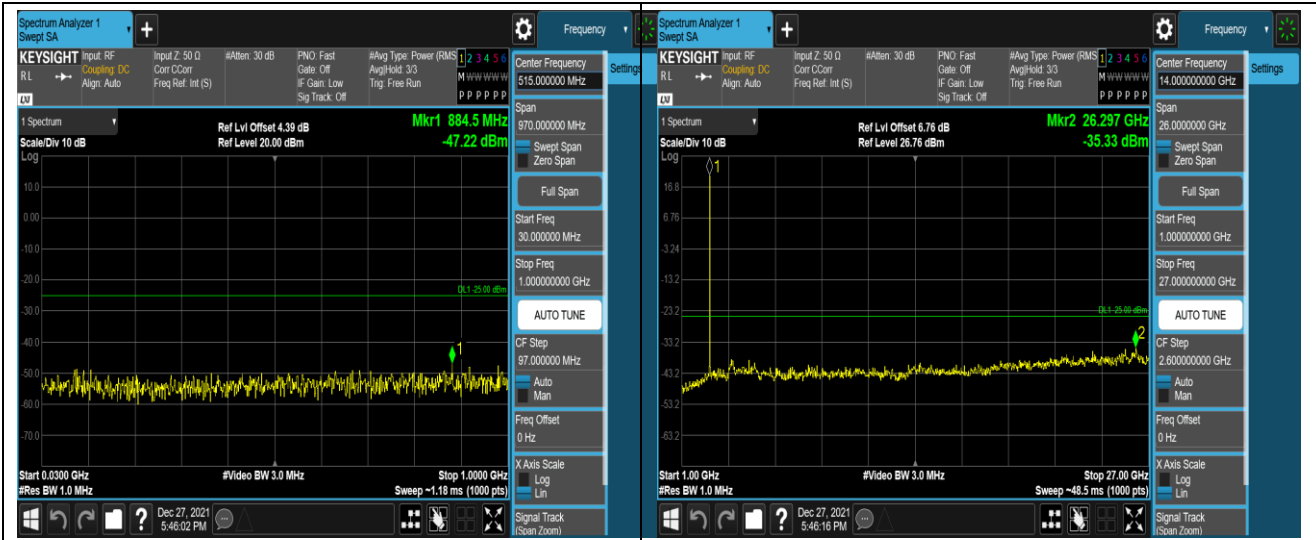 Spectrum Analyzer 1
Swept SA
Frequency
KEYSIGHT
Input: RF
Coupling: DC
Align: Auto
Input Z: 50 Ω
Corr CCorr
Freq Ref: Int (S)
#Atten: 30 dB
PNO: Fast
Gate: Off
IF Gain: Low
Sig Track: Off
#Avg Type: Power (RMS
Avg|Hold: 3/3
Trig: Free Run
1 2 3 4 5 6
M W W W W W
P P P P P P
RL
LXI
Center Frequency
515.000000 MHz
Settings
1 Spectrum
Scale/Div 10 dB
Log
Ref Lvl Offset 4.39 dB
Ref Level 20.00 dBm
Mkr1 884.5 MHz
-47.22 dBm
Span
970.000000 MHz
Swept Span
Zero Span
Full Span
Start Freq
30.000000 MHz
Stop Freq
1.000000000 GHz
AUTO TUNE
CF Step
97.000000 MHz
Auto
Man
Freq Offset
0 Hz
X Axis Scale
Log
Lin
Signal Track
(Span Zoom)
10.0
0.00
-10.0
-20.0
DL1 -25.00 dBm
-30.0
-40.0
1
-50.0
-60.0
-70.0
Start 0.0300 GHz
#Video BW 3.0 MHz
Stop 1.0000 GHz
#Res BW 1.0 MHz
Sweep ~1.18 ms (1000 pts)
?
Dec 27, 2021
5:46:02 PM
Spectrum Analyzer 1
Swept SA
Frequency
KEYSIGHT
Input: RF
Coupling: DC
Align: Auto
Input Z: 50 Ω
Corr CCorr
Freq Ref: Int (S)
#Atten: 30 dB
PNO: Fast
Gate: Off
IF Gain: Low
Sig Track: Off
#Avg Type: Power (RMS
Avg|Hold: 3/3
Trig: Free Run
1 2 3 4 5 6
M W W W W W
P P P P P P
RL
LXI
Center Frequency
14.000000000 GHz
Settings
1 Spectrum
Scale/Div 10 dB
Log
Ref Lvl Offset 6.76 dB
Ref Level 26.76 dBm
Mkr2 26.297 GHz
-35.33 dBm
Span
26.0000000 GHz
Swept Span
Zero Span
Full Span
Start Freq
1.000000000 GHz
Stop Freq
27.000000000 GHz
AUTO TUNE
CF Step
2.600000000 GHz
Auto
Man
Freq Offset
0 Hz
X Axis Scale
Log
Lin
Signal Track
(Span Zoom)
1
16.8
6.76
-3.24
-13.2
-23.2
DL1 -25.00 dBm
-33.2
2
-43.2
-53.2
-63.2
Start 1.00 GHz
#Video BW 3.0 MHz
Stop 27.00 GHz
#Res BW 1.0 MHz
Sweep ~48.5 ms (1000 pts)
?
Dec 27, 2021
5:46:16 PM